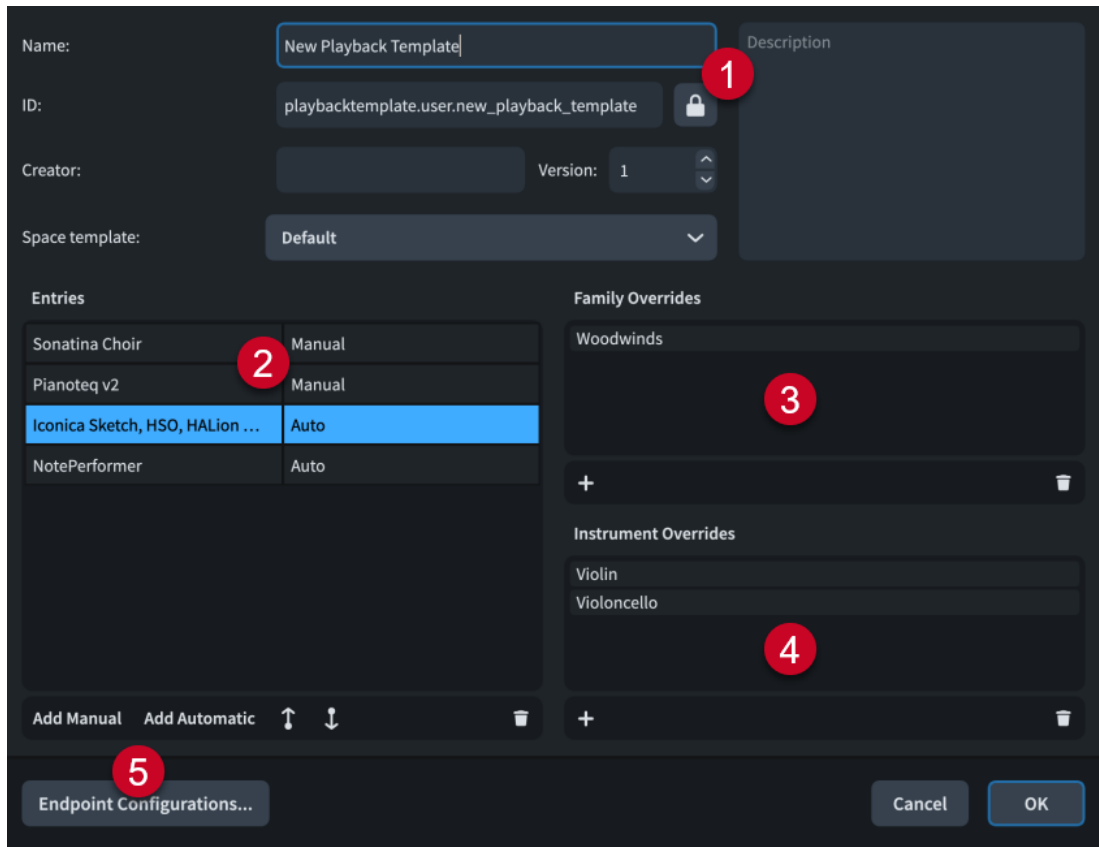 Name:
New Playback Template
Description
1
ID:
playbacktemplate.user.new_playback_template
Creator:
Version: 1
Space template:
Default
Entries
Sonatina Choir Manual
2
Pianoteq v2 Manual
Iconica Sketch, HSO, HALion ... Auto
NotePerformer Auto
Add Manual Add Automatic
Family Overrides
Woodwinds
3
+
Instrument Overrides
Violin
Violoncello
4
+
5
Endpoint Configurations...
Cancel
OK